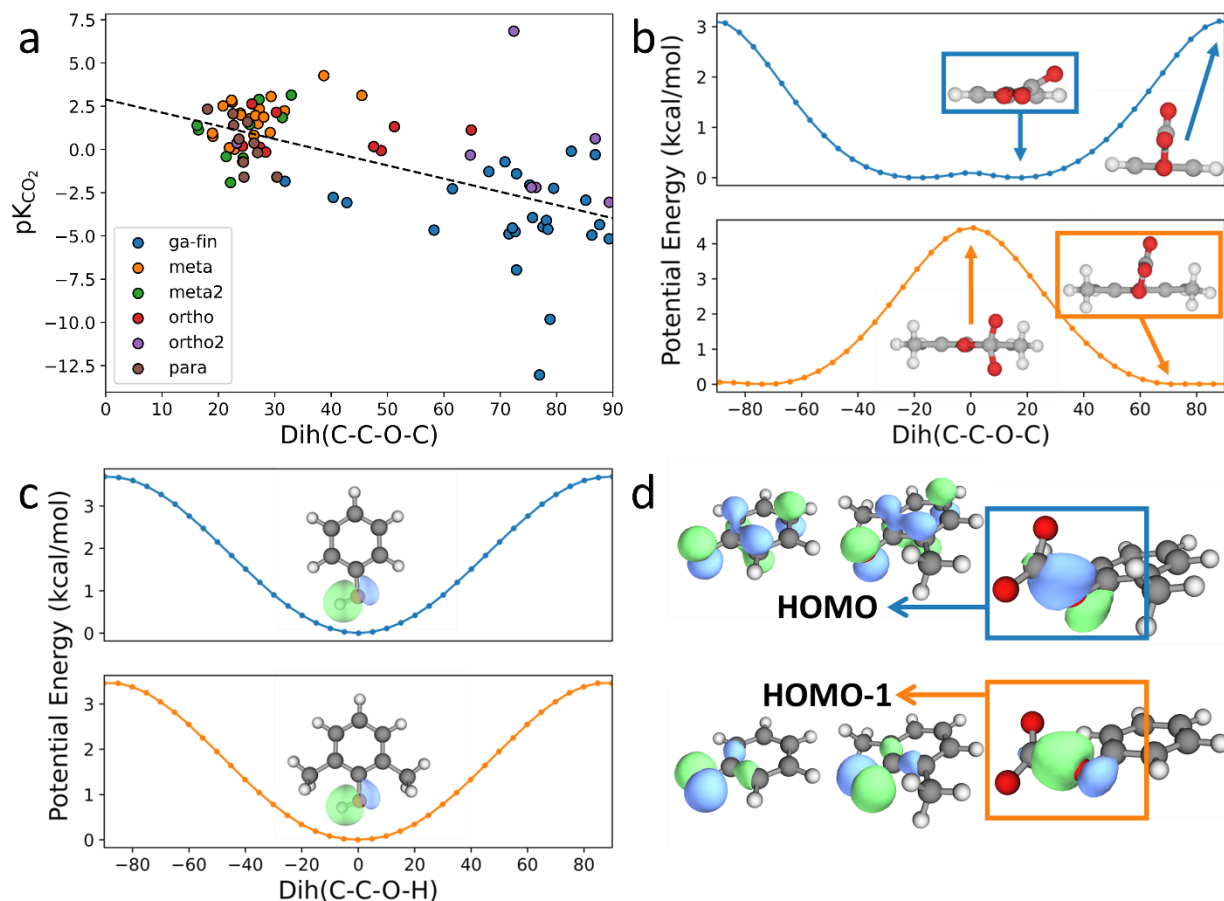 a
pK_CO2
7.5
5.0
2.5
0.0
−2.5
−5.0
−7.5
−10.0
−12.5
ga-fin
meta
meta2
ortho
ortho2
para
0 10 20 30 40 50 60 70 80 90
Dih(C-C-O-C)
b
Potential Energy (kcal/mol)
3
2
1
0
4
3
2
1
0
−80 −60 −40 −20 0 20 40 60 80
Dih(C-C-O-C)
c
Potential Energy (kcal/mol)
3
2
1
0
3
2
1
0
−80 −60 −40 −20 0 20 40 60 80
Dih(C-C-O-H)
d
HOMO
HOMO-1